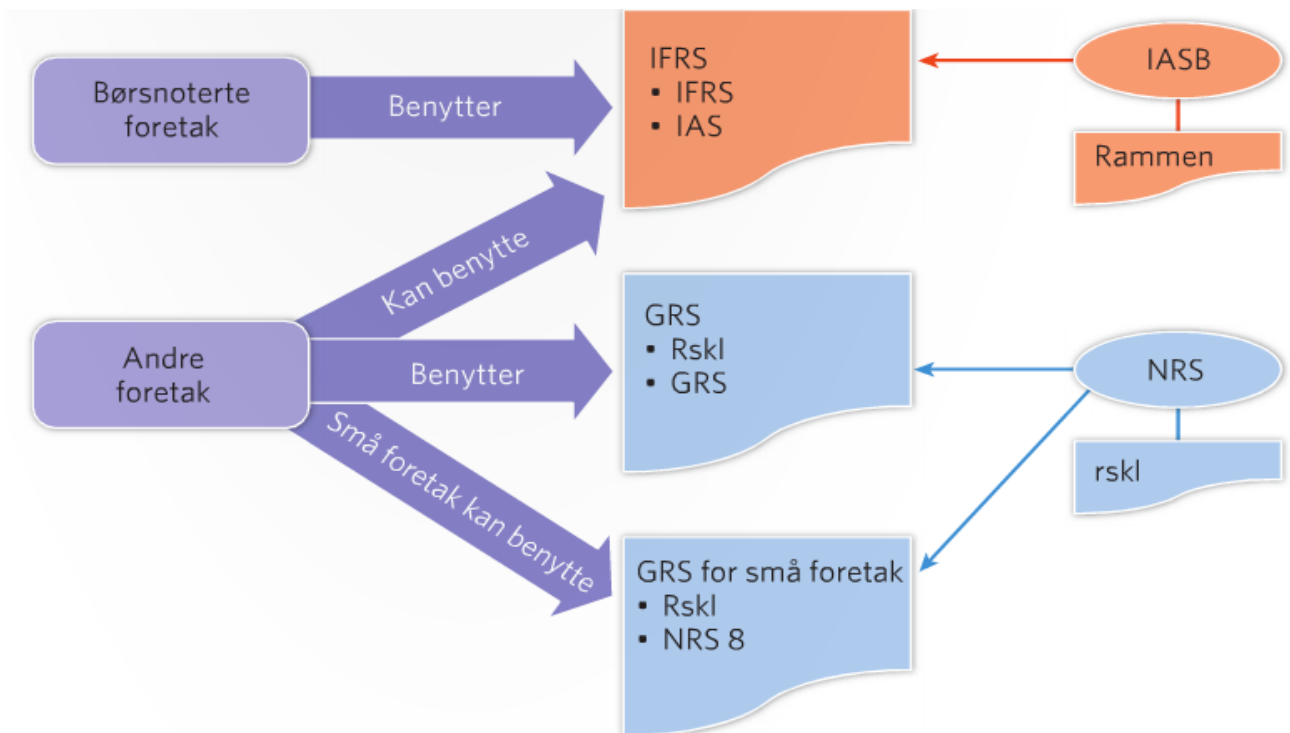 Børsnoterte
foretak
Benytter
IFRS
▪ IFRS
▪ IAS
IASB
Rammen
Kan benytte
Andre
foretak
Benytter
GRS
▪ Rskl
▪ GRS
NRS
rskl
Små foretak kan benytte
GRS for små foretak
▪ Rskl
▪ NRS 8